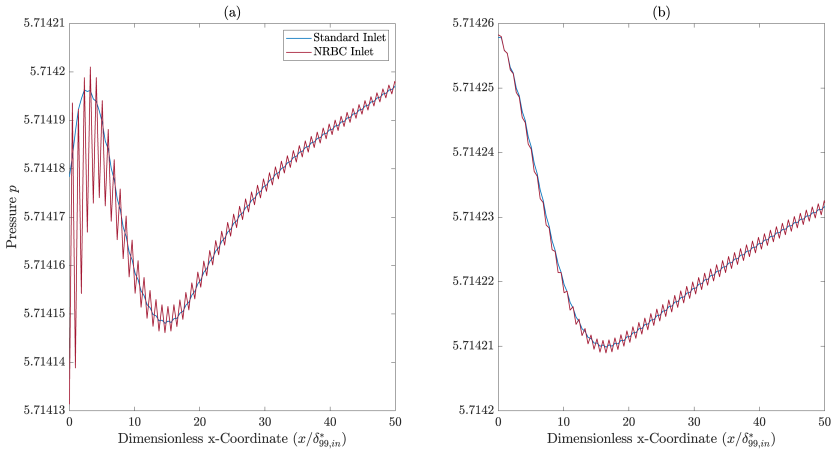 (a)
5.71421
5.7142
5.71419
5.71418
5.71417
5.71416
5.71415
5.71414
5.71413
Pressure p
Standard Inlet
NRBC Inlet
0 10 20 30 40 50
Dimensionless x-Coordinate (x/δ*99,in)
(b)
5.71426
5.71425
5.71424
5.71423
5.71422
5.71421
5.7142
0 10 20 30 40 50
Dimensionless x-Coordinate (x/δ*99,in)